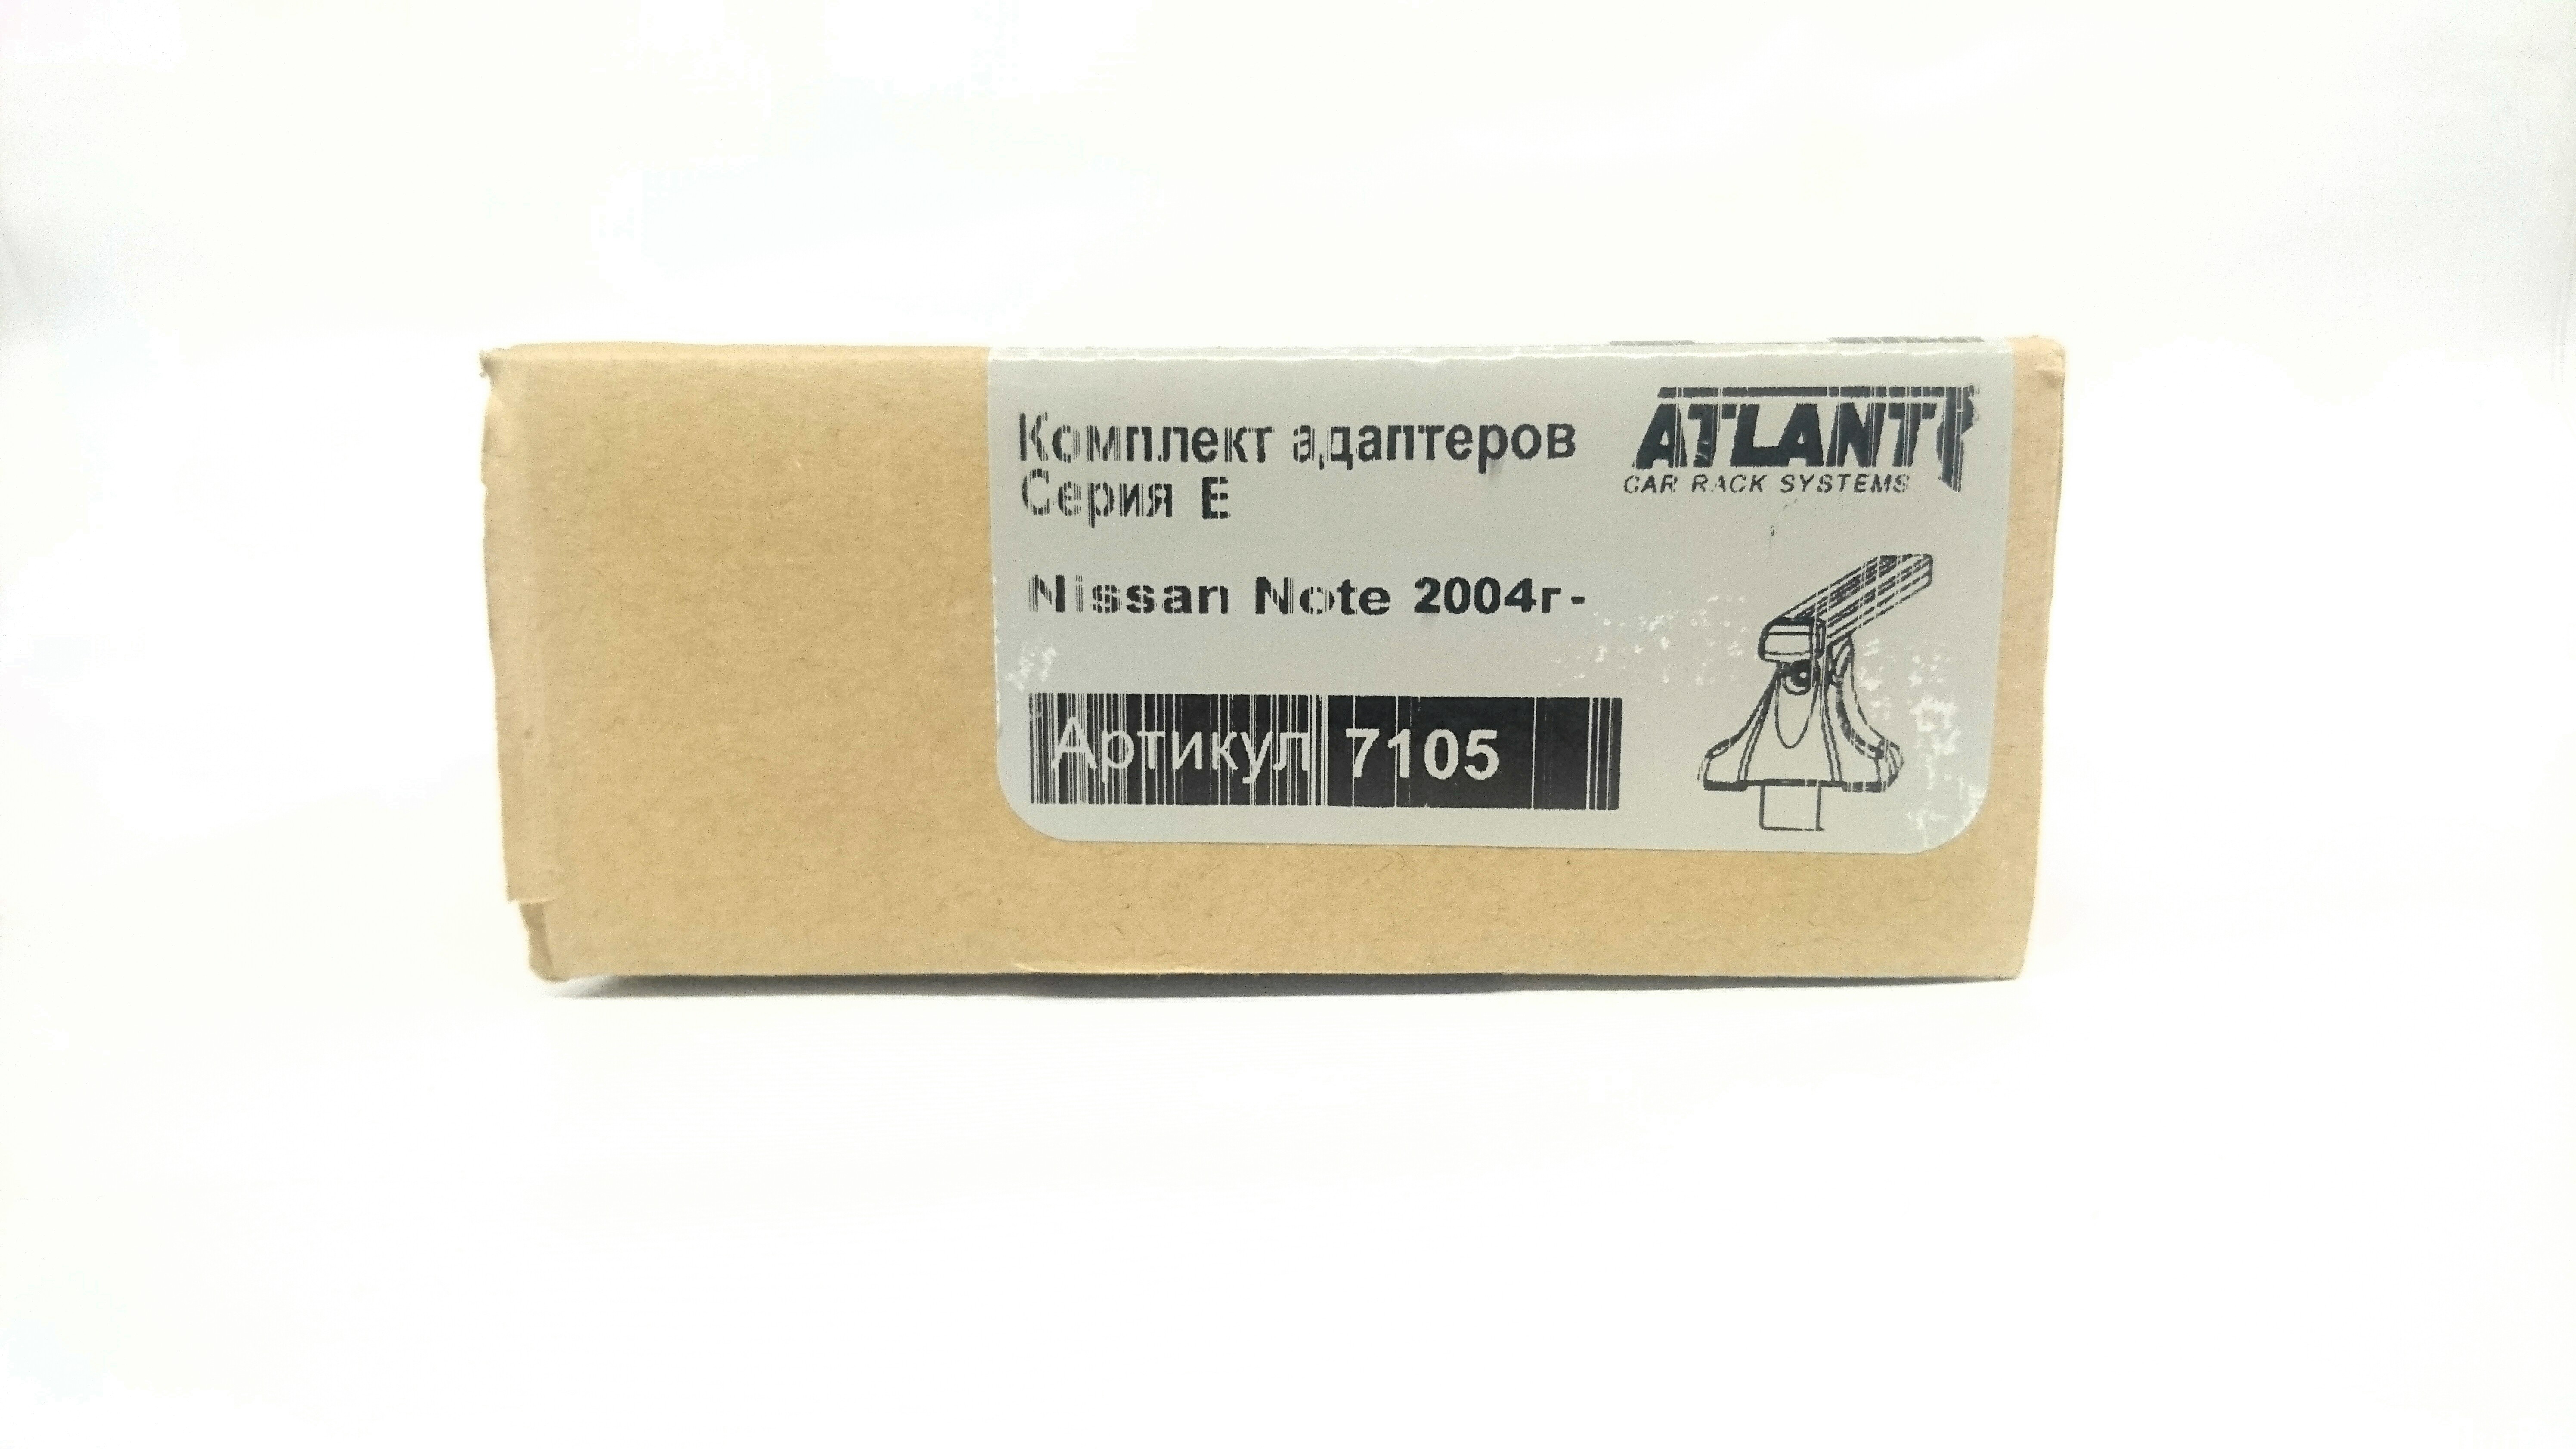 Комплект адаптеров
Серия Е
ATLANT
CAR RACK SYSTEMS
Nissan Note 2004г-
Артикул 7105